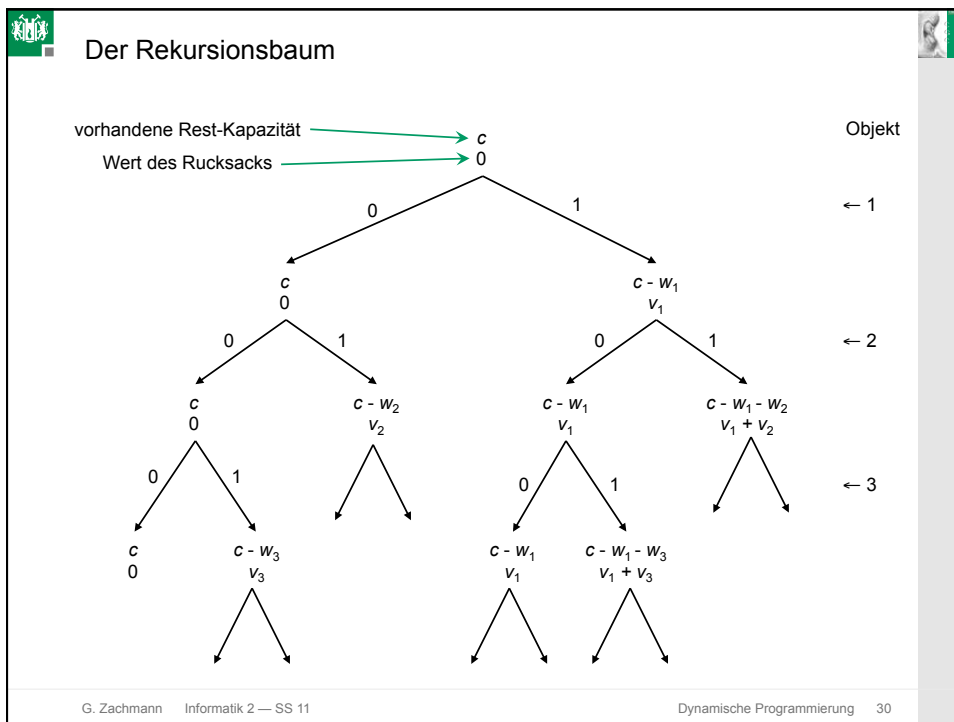 Der Rekursionsbaum
vorhandene Rest-Kapazität
c
Objekt
Wert des Rucksacks
0
0 1 ← 1
c c - w₁
0 v₁
0 1 0 1 ← 2
c c - w₂ c - w₁ c - w₁ - w₂
0 v₂ v₁ v₁ + v₂
0 1 0 1 ← 3
c c - w₃ c - w₁ c - w₁ - w₃
0 v₃ v₁ v₁ + v₃
G. Zachmann Informatik 2 — SS 11 Dynamische Programmierung 30